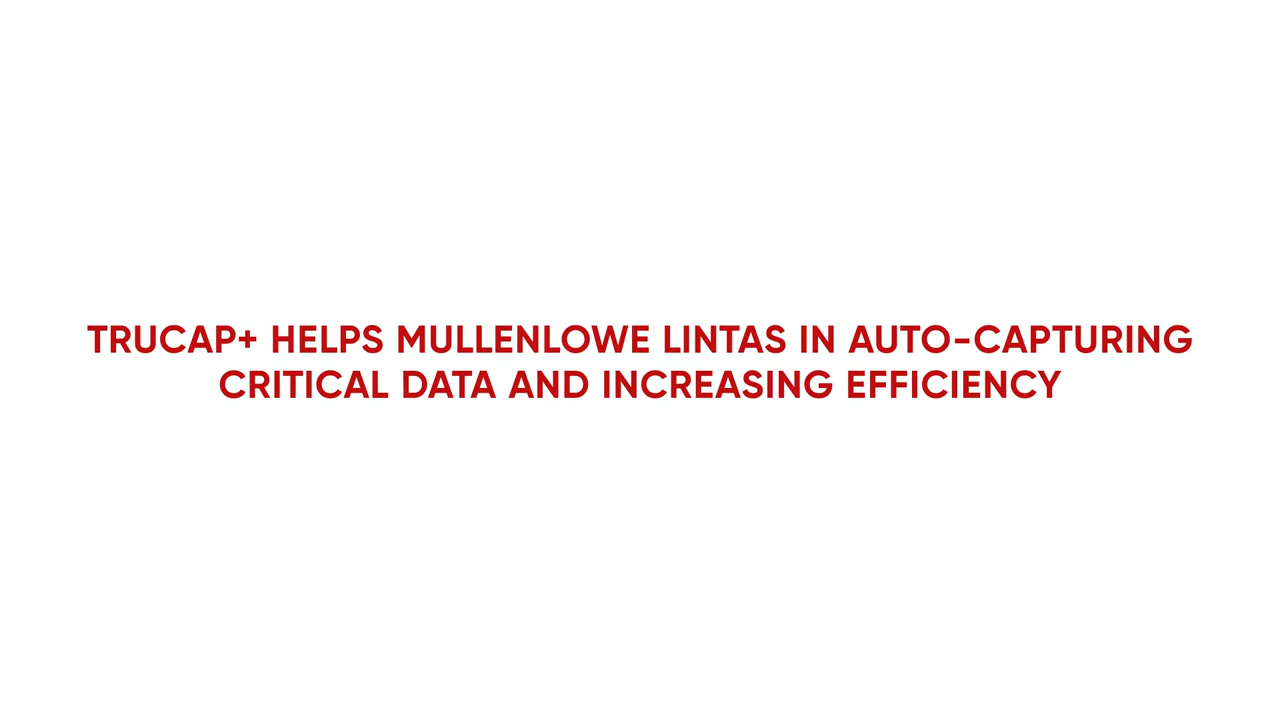 TRUCAP+ HELPS MULLENLOWE LINTAS IN AUTO-CAPTURING
CRITICAL DATA AND INCREASING EFFICIENCY